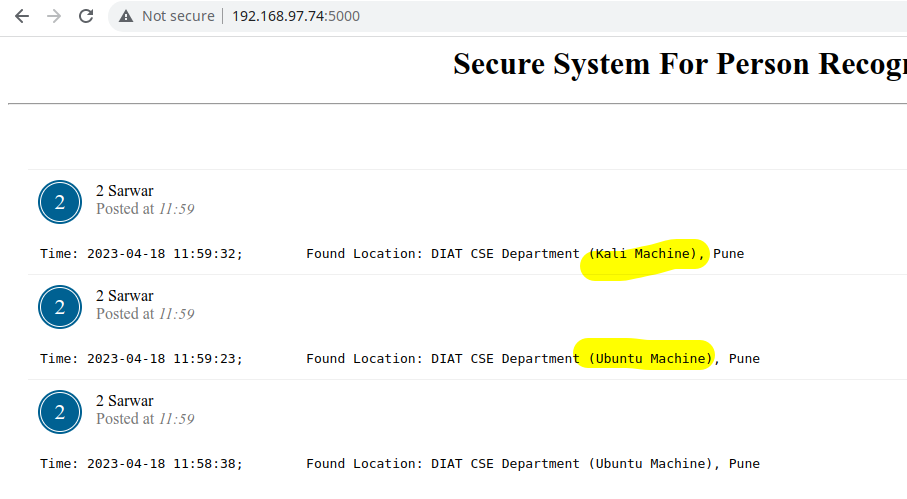 Not secure 192.168.97.74:5000
Secure System For Person Recog
2
2 Sarwar
Posted at 11:59
Time: 2023-04-18 11:59:32; Found Location: DIAT CSE Department (Kali Machine), Pune
2
2 Sarwar
Posted at 11:59
Time: 2023-04-18 11:59:23; Found Location: DIAT CSE Department (Ubuntu Machine), Pune
2
2 Sarwar
Posted at 11:59
Time: 2023-04-18 11:58:38; Found Location: DIAT CSE Department (Ubuntu Machine), Pune